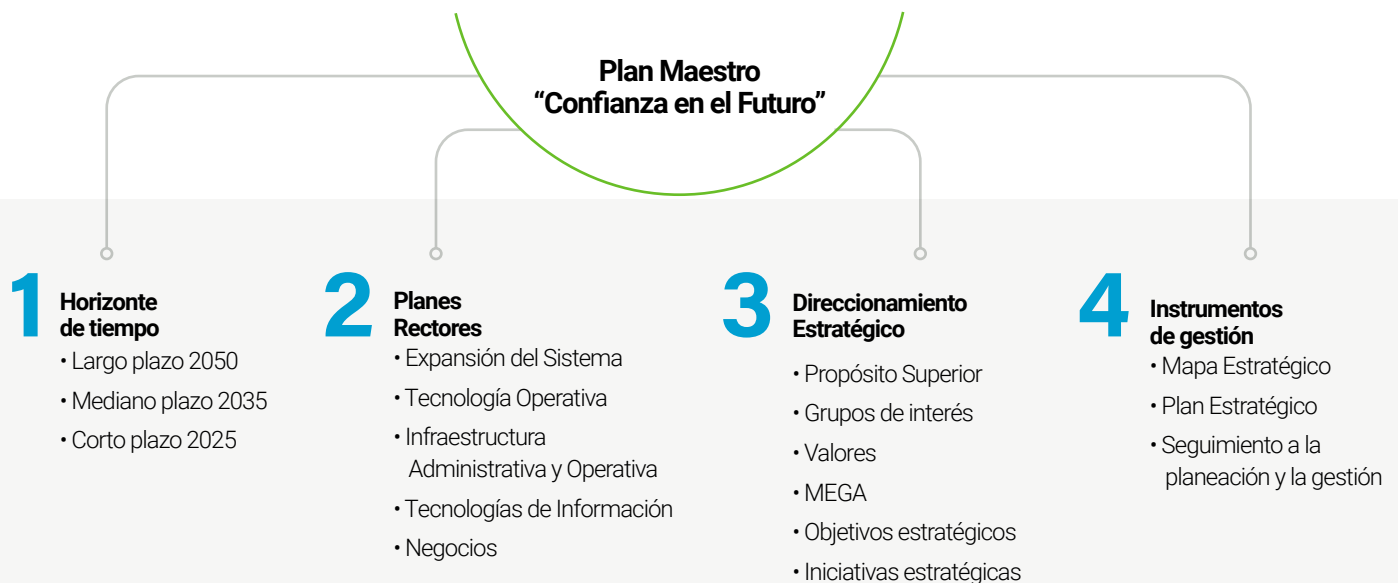 Plan Maestro
“Confianza en el Futuro”
1
Horizonte
de tiempo
• Largo plazo 2050
• Mediano plazo 2035
• Corto plazo 2025
2
Planes
Rectores
• Expansión del Sistema
• Tecnología Operativa
• Infraestructura
Administrativa y Operativa
• Tecnologías de Información
• Negocios
3
Direccionamiento
Estratégico
• Propósito Superior
• Grupos de interés
• Valores
• MEGA
• Objetivos estratégicos
• Iniciativas estratégicas
4
Instrumentos
de gestión
• Mapa Estratégico
• Plan Estratégico
• Seguimiento a la
planeación y la gestión